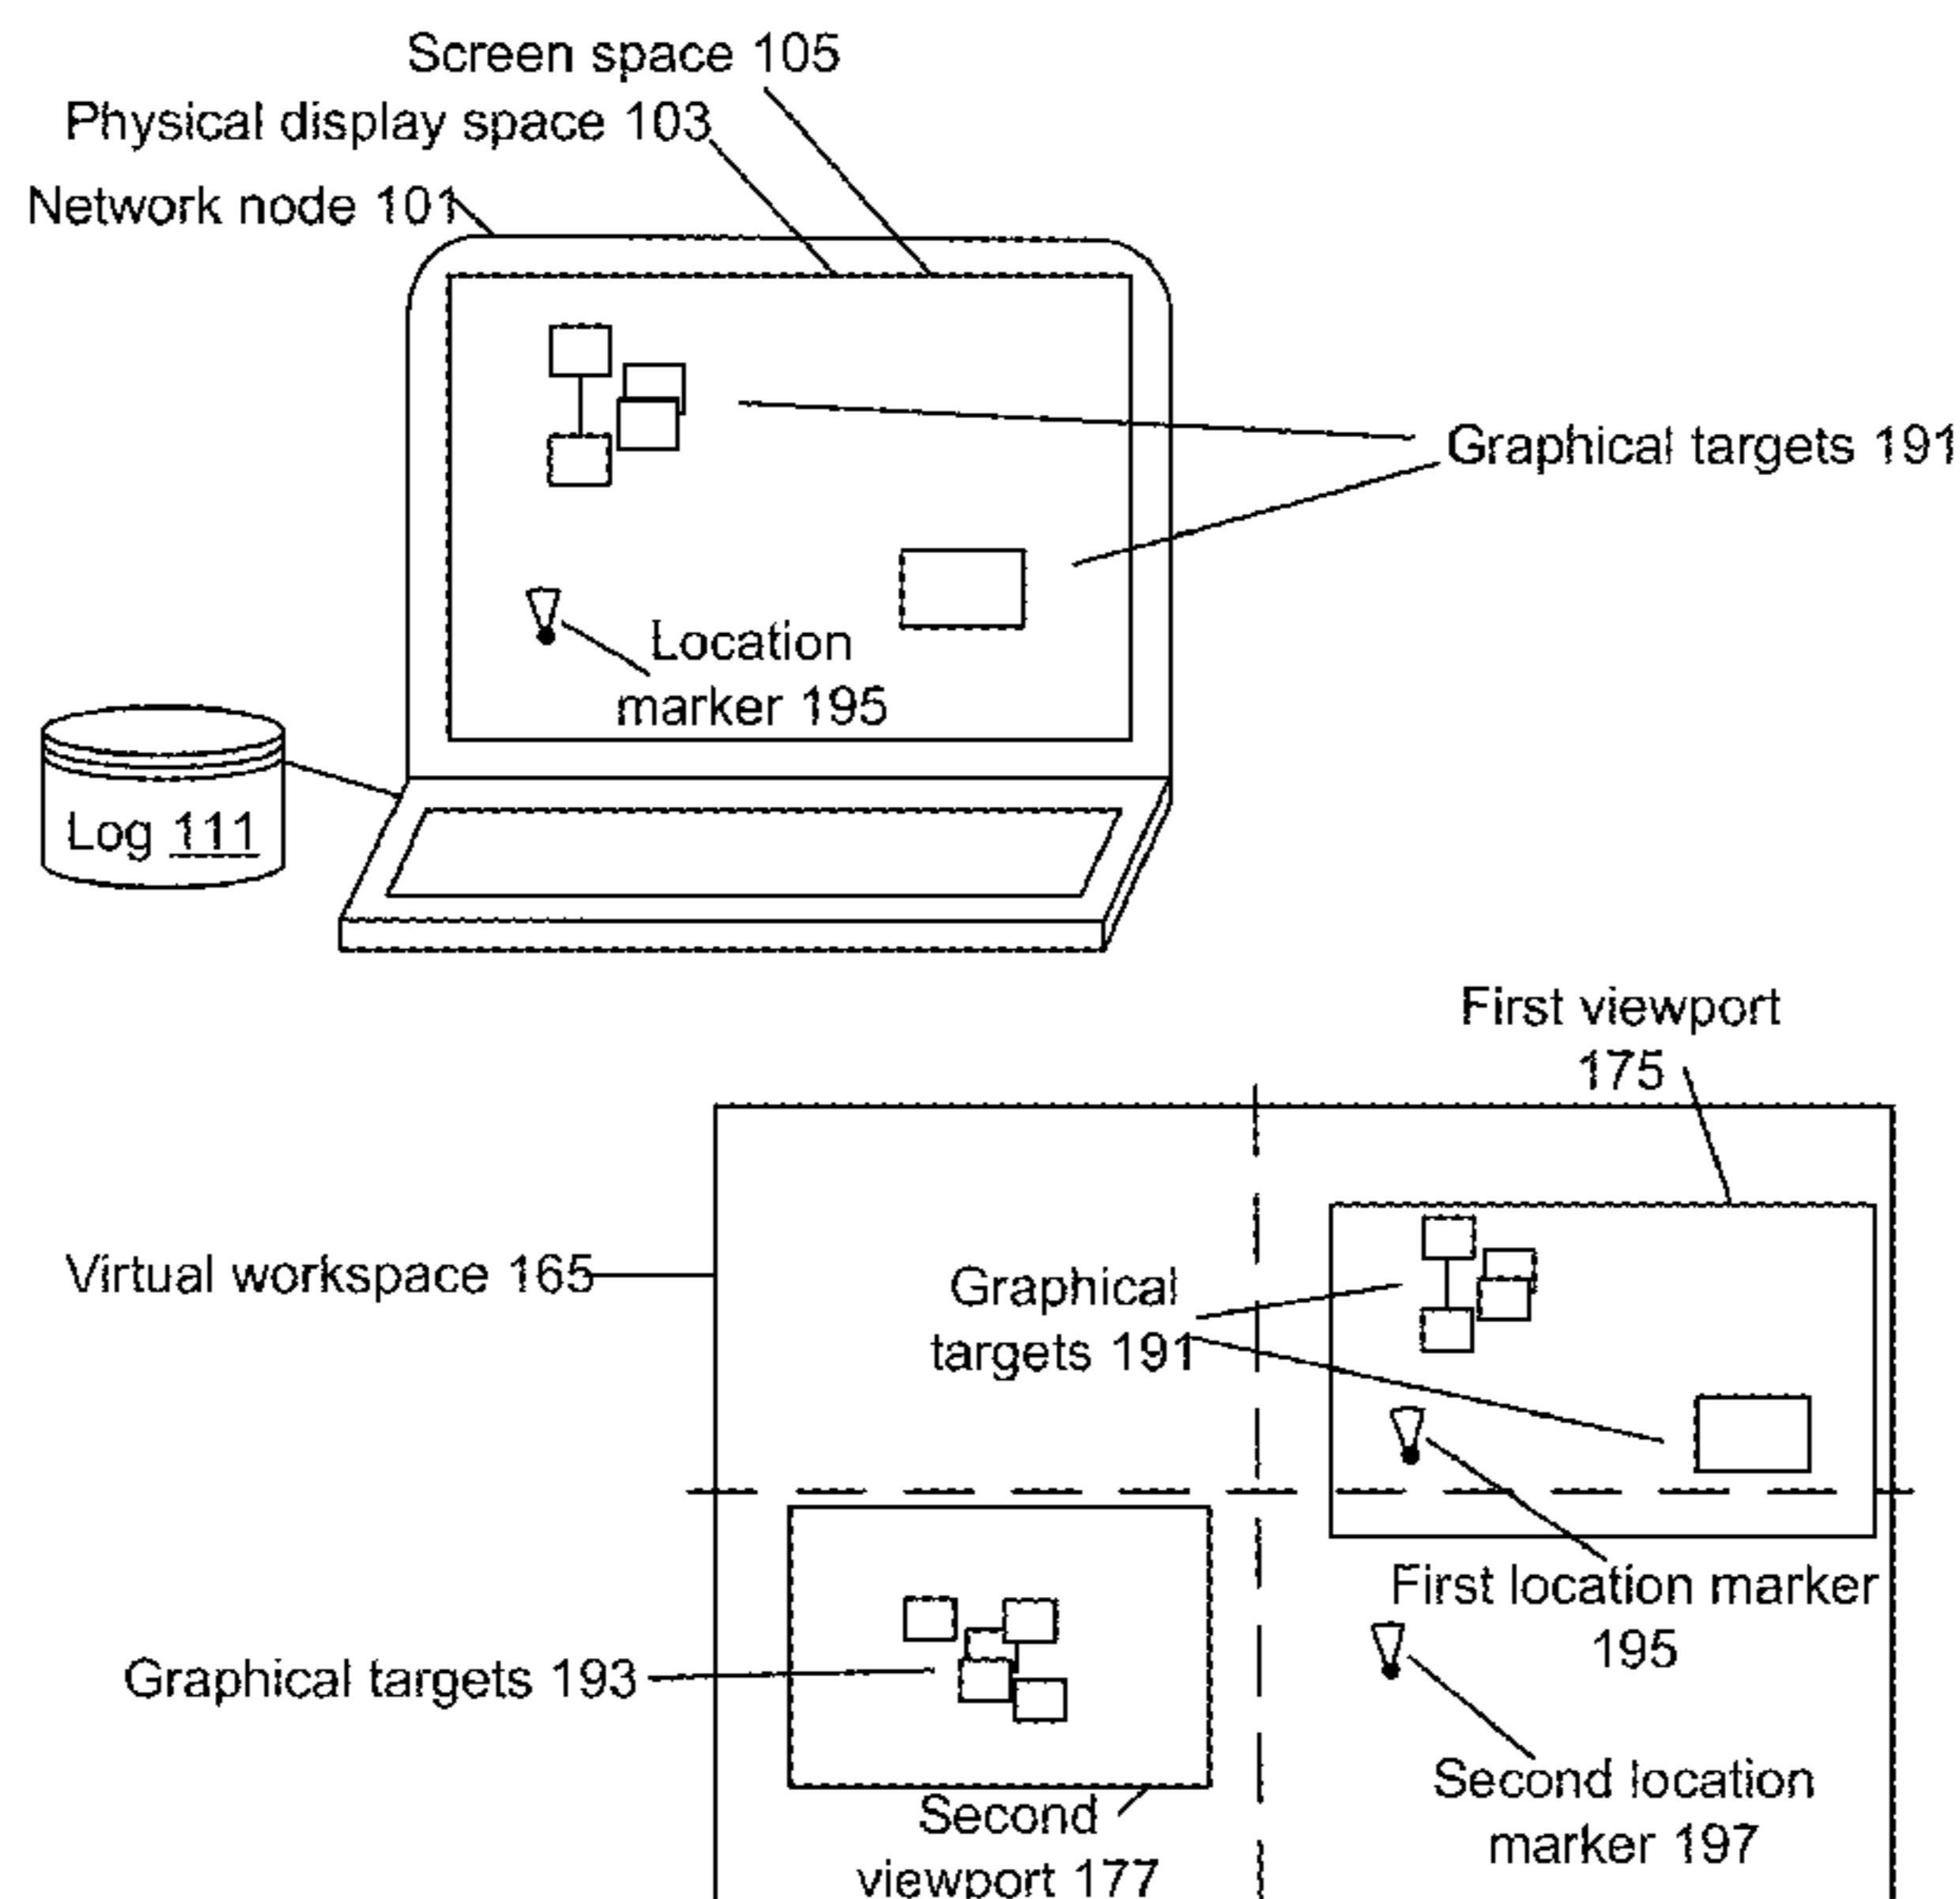 Screen space 105
Physical display space 103
Network node 101
Graphical targets 191
Location
marker 195
Log 111
First viewport
175
Virtual workspace 165
Graphical
targets 191
First location marker
195
Graphical targets 193
Second location
marker 197
Second
viewport 177